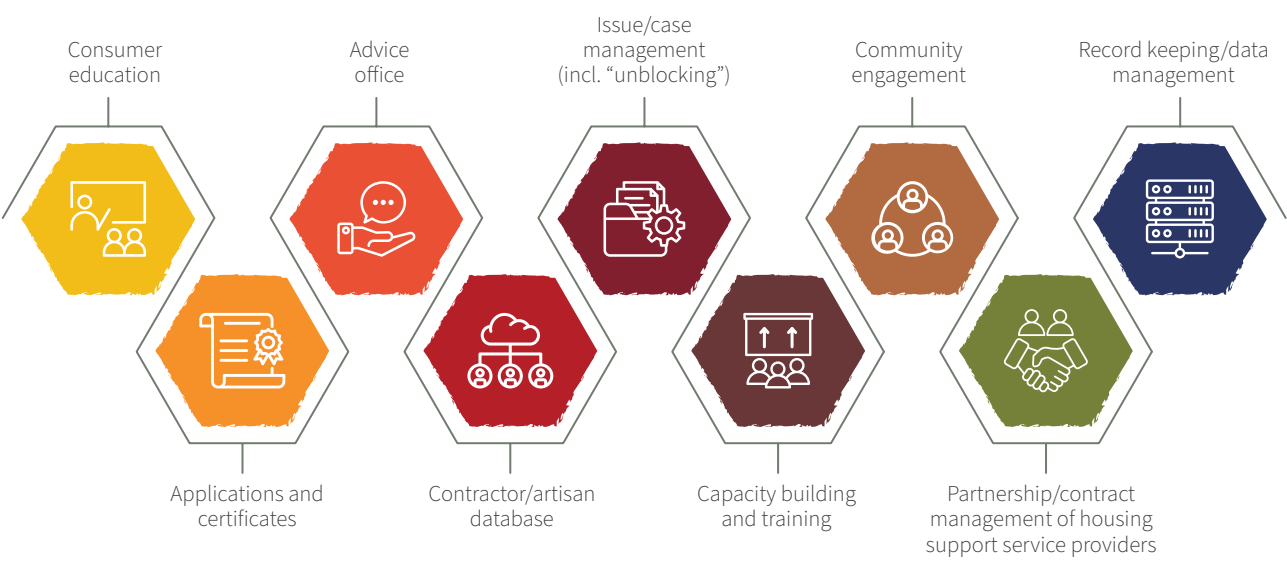 Consumer
education
Advice
office
Issue/case
management
(incl. “unblocking”)
Community
engagement
Record keeping/data
management
Applications and
certificates
Contractor/artisan
database
Capacity building
and training
Partnership/contract
management of housing
support service providers